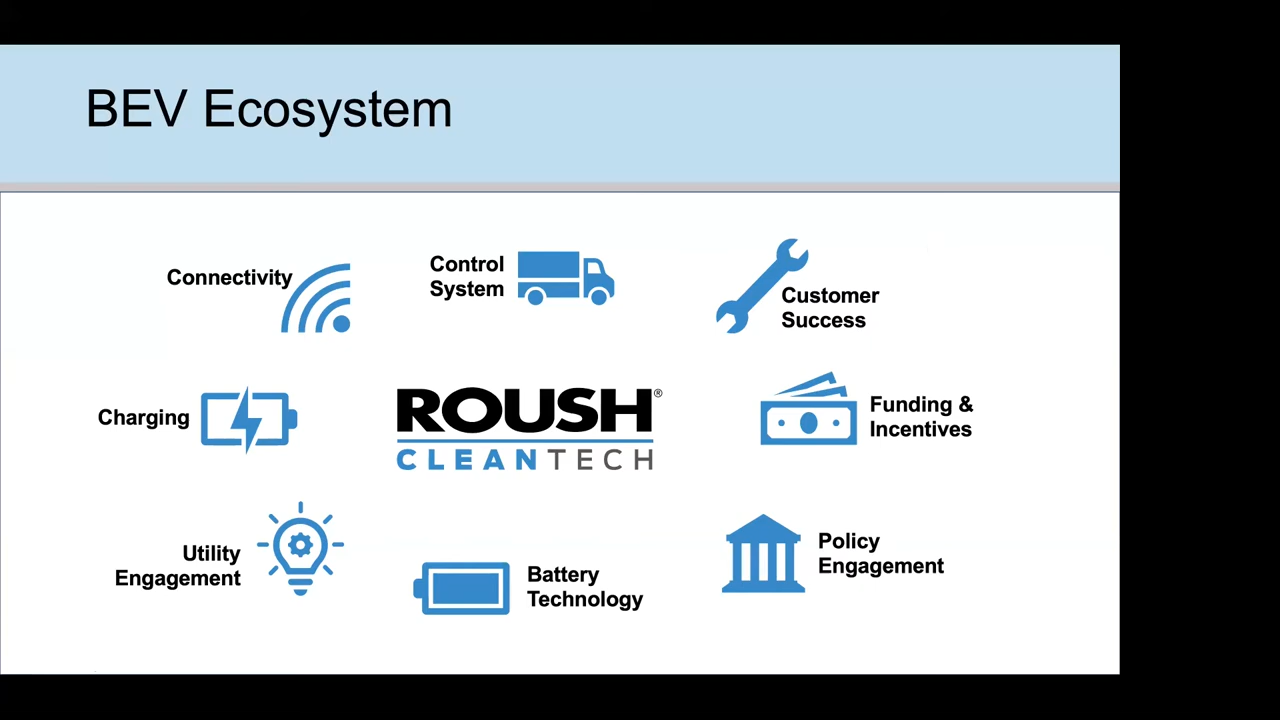 BEV Ecosystem
Connectivity
Control
System
Customer
Success
Charging
ROUSH®
CLEANTECH
Funding &
Incentives
Utility
Engagement
Battery
Technology
Policy
Engagement